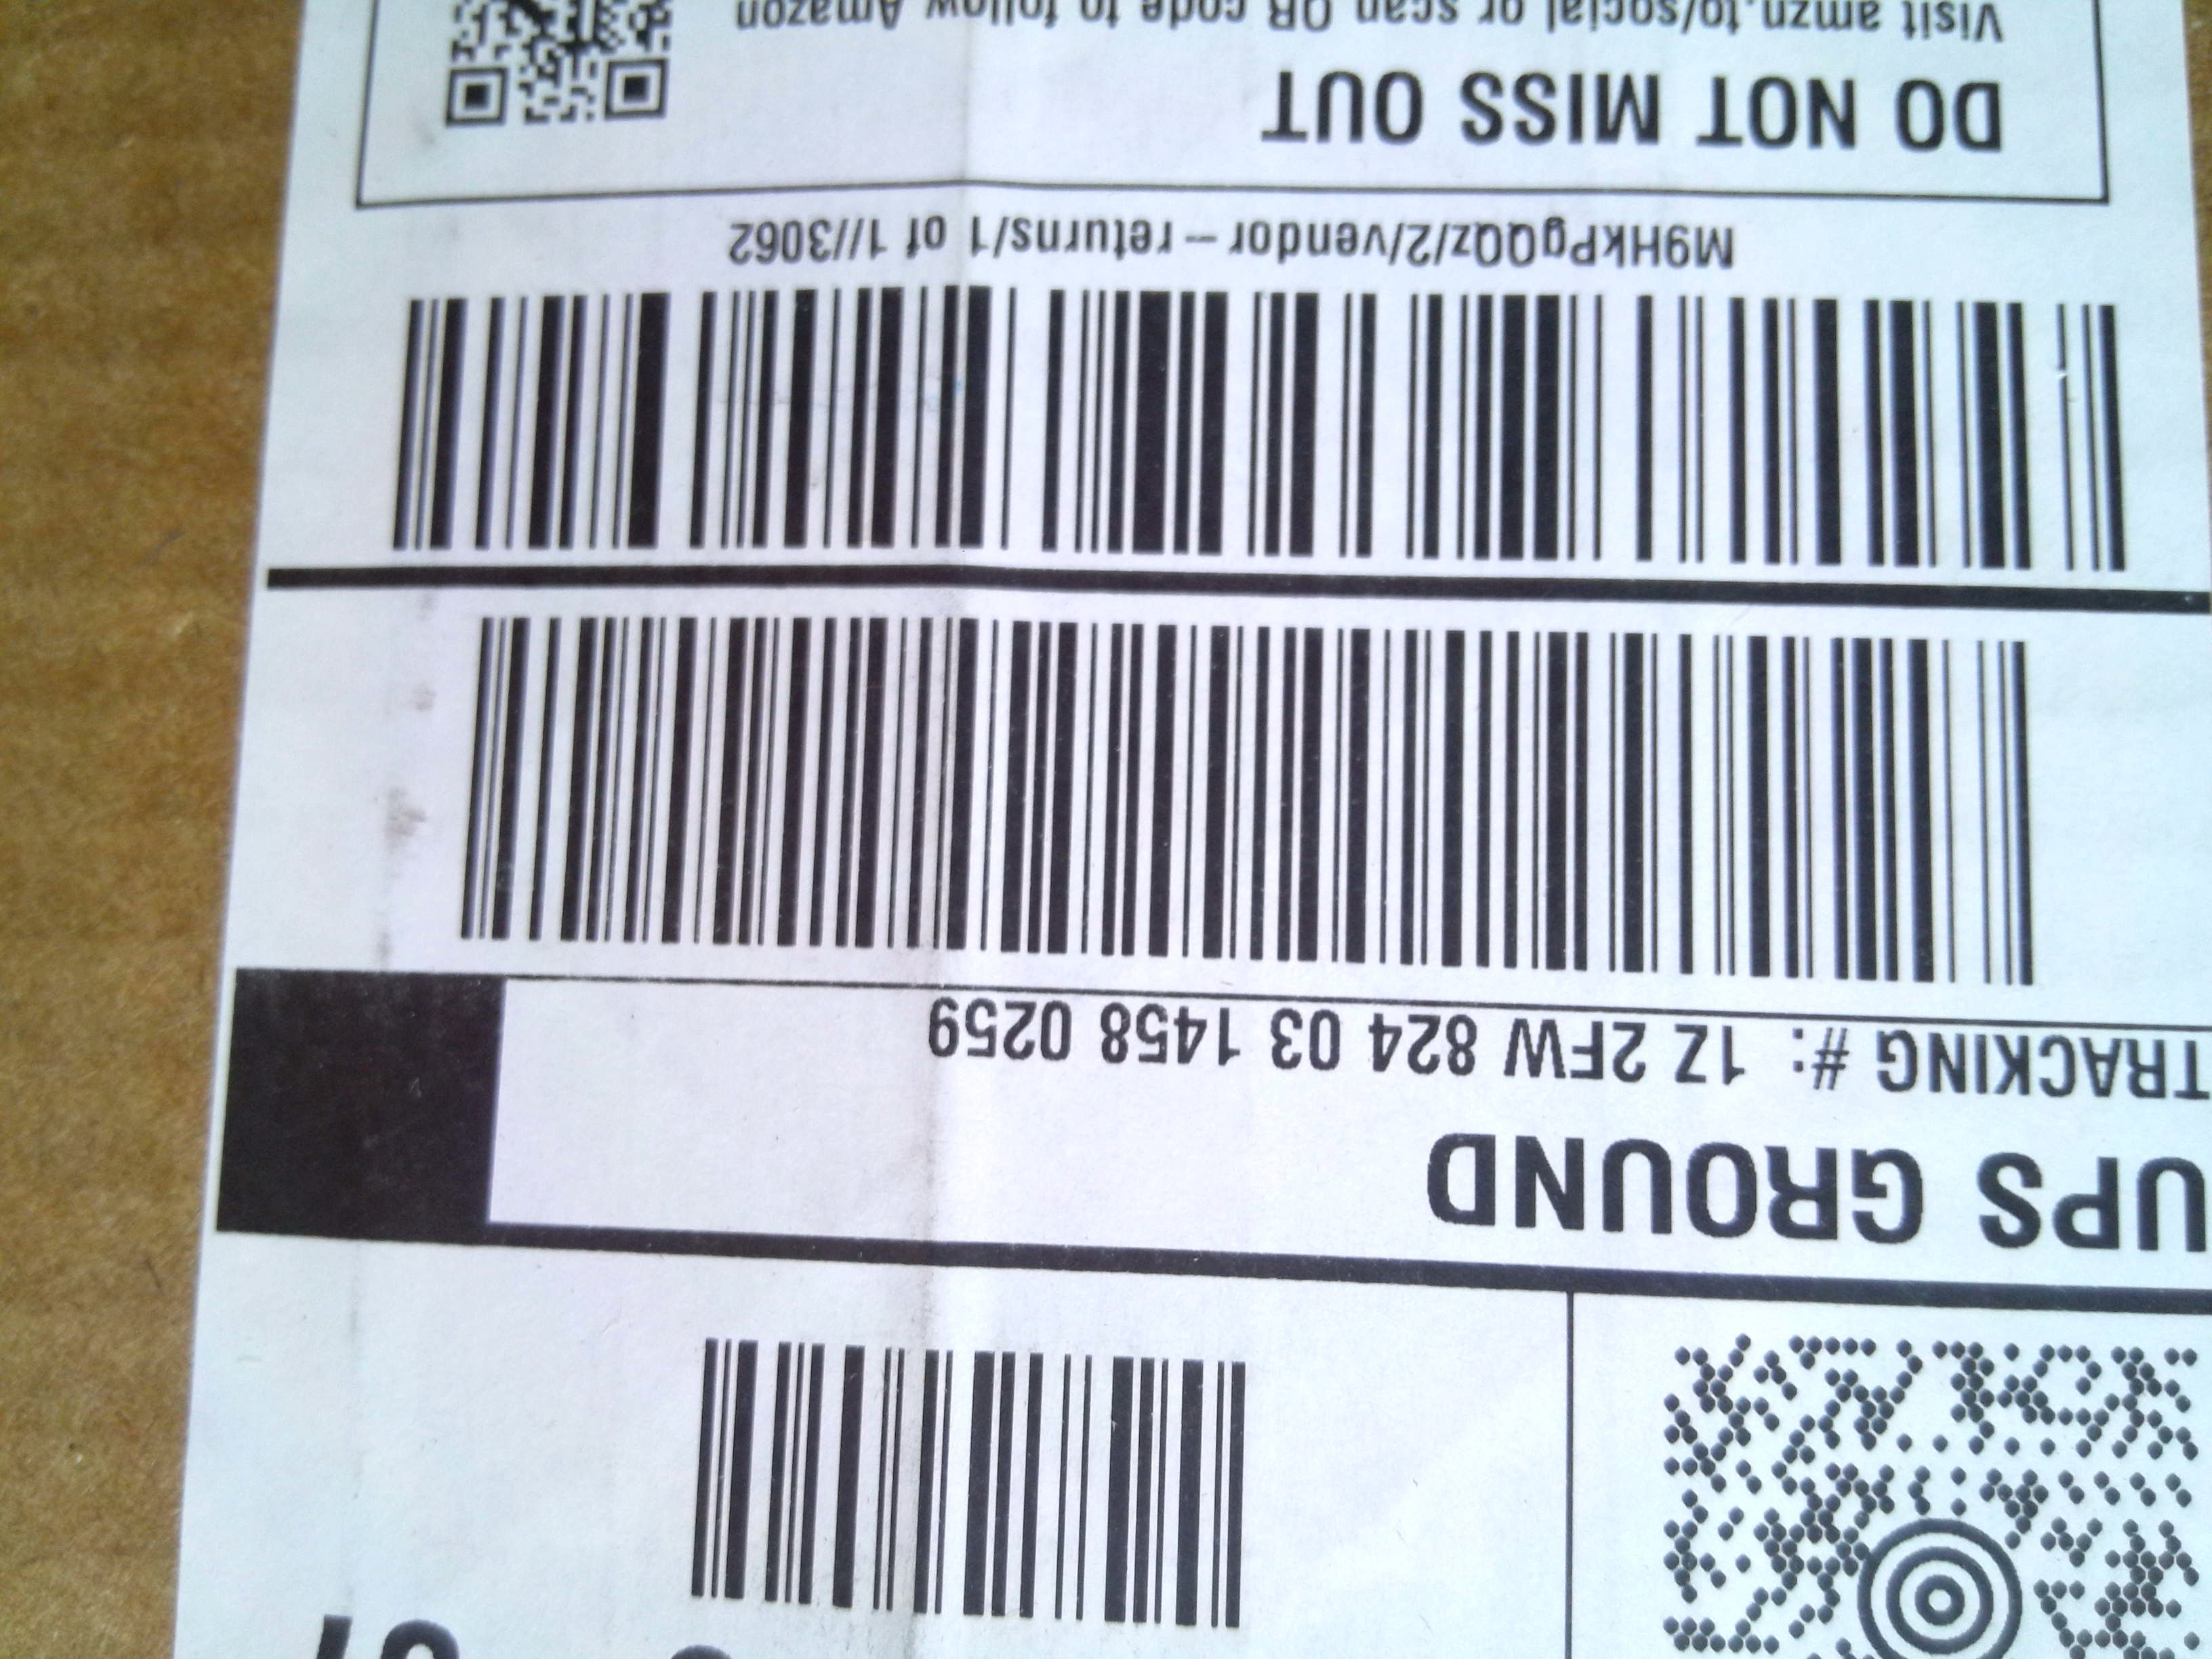 UPS GROUND
TRACKING #: 1Z 2FW 824 03 1458 0259
M9HkPgQQz/2/vendor-returns/1 of 1//3062
DO NOT MISS OUT
Visit amzn.to/social or scan QR code to follow Amazon